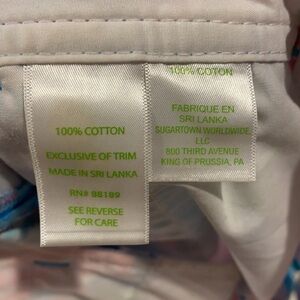 100% COTTON
EXCLUSIVE OF TRIM
MADE IN SRI LANKA
RN# 88189
SEE REVERSE
FOR CARE
100% COTON
FABRIQUE EN
SRI LANKA
SUGARTOWN WORLDWIDE,
LLC
800 THIRD AVENUE
KING OF PRUSSIA, PA